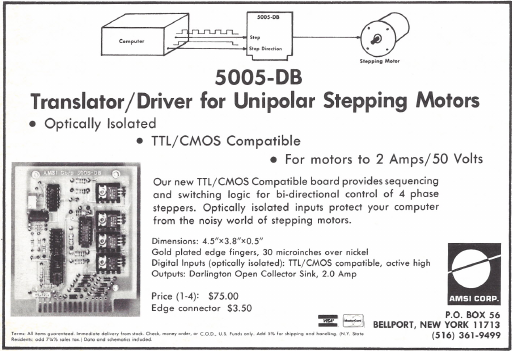 5005-DB
Computer
Step
Step Direction
Stepping Motor
5005-DB
Translator/Driver for Unipolar Stepping Motors
• Optically Isolated
• TTL/CMOS Compatible
• For motors to 2 Amps/50 Volts
Our new TTL/CMOS Compatible board provides sequencing
and switching logic for bi-directional control of 4 phase
steppers. Optically isolated inputs protect your computer
from the noisy world of stepping motors.
Dimensions: 4.5"×3.8"×0.5"
Gold plated edge fingers, 30 microinches over nickel
Digital Inputs (optically isolated): TTL/CMOS compatible, active high
Outputs: Darlington Open Collector Sink, 2.0 Amp
Price (1-4): $75.00
Edge connector $3.50
VISA
MasterCard
AMSI CORP.
P.O. BOX 56
BELLPORT, NEW YORK 11713
(516) 361-9499
Terms: All items guaranteed: Immediate delivery from stock. Check, money order, or C.O.D., U.S. Funds only. Add 5% for shipping and handling. (N.Y. State
Residents: add 7¼% sales tax.) Data and schematics included.